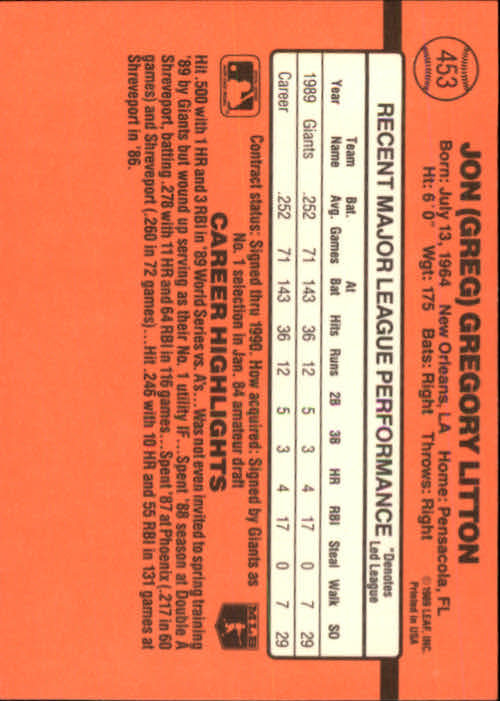 453
JON (GREG) GREGORY LITTON
Born: July 13, 1964 New Orleans, LA Home: Pensacola, FL
Ht: 6' 0" Wgt: 175 Bats: Right Throws: Right
© 1989 LEAF, INC.
Printed in USA
RECENT MAJOR LEAGUE PERFORMANCE
*Denotes
Led League
Year Team Name Bat. Avg. Games At Bat Hits Runs 2B 3B HR RBI Steal Walk SO
1989 Giants .252 71 143 36 12 5 3 4 17 0 7 29
Career .252 71 143 36 12 5 3 4 17 0 7 29
Contract status: Signed thru 1990. How acquired: Signed by Giants as
No. 1 selection in Jan. 84 amateur draft
MLB
CAREER HIGHLIGHTS
Hit .500 with 1 HR and 3 RBI in '89 World Series vs. A's...Was not even invited to spring training
'89 by Giants but wound up serving as their No. 1 utility IF...Spent '88 season at Double A
Shreveport, batting .278 with 11 HR and 64 RBI in 116 games...Spent '87 at Phoenix (.217 in 60
games) and Shreveport (.260 in 72 games)...Hit .246 with 10 HR and 55 RBI in 131 games at
Shreveport in '86.